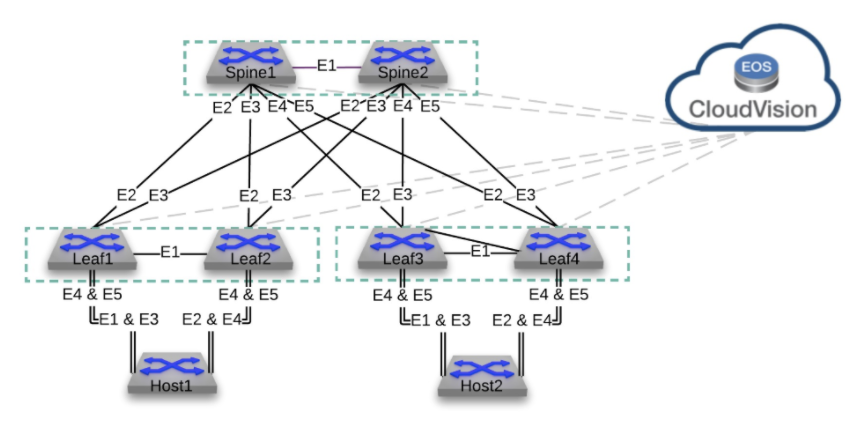 EOS
CloudVision
Spine1 E1 Spine2
E2 E3 E4 E5 E2 E3 E4 E5
E2 E3 E2 E3 E2 E3 E2 E3
Leaf1 E1 Leaf2 Leaf3 E1 Leaf4
E4 & E5 E4 & E5 E4 & E5 E4 & E5
E1 & E3 E2 & E4 E1 & E3 E2 & E4
Host1 Host2